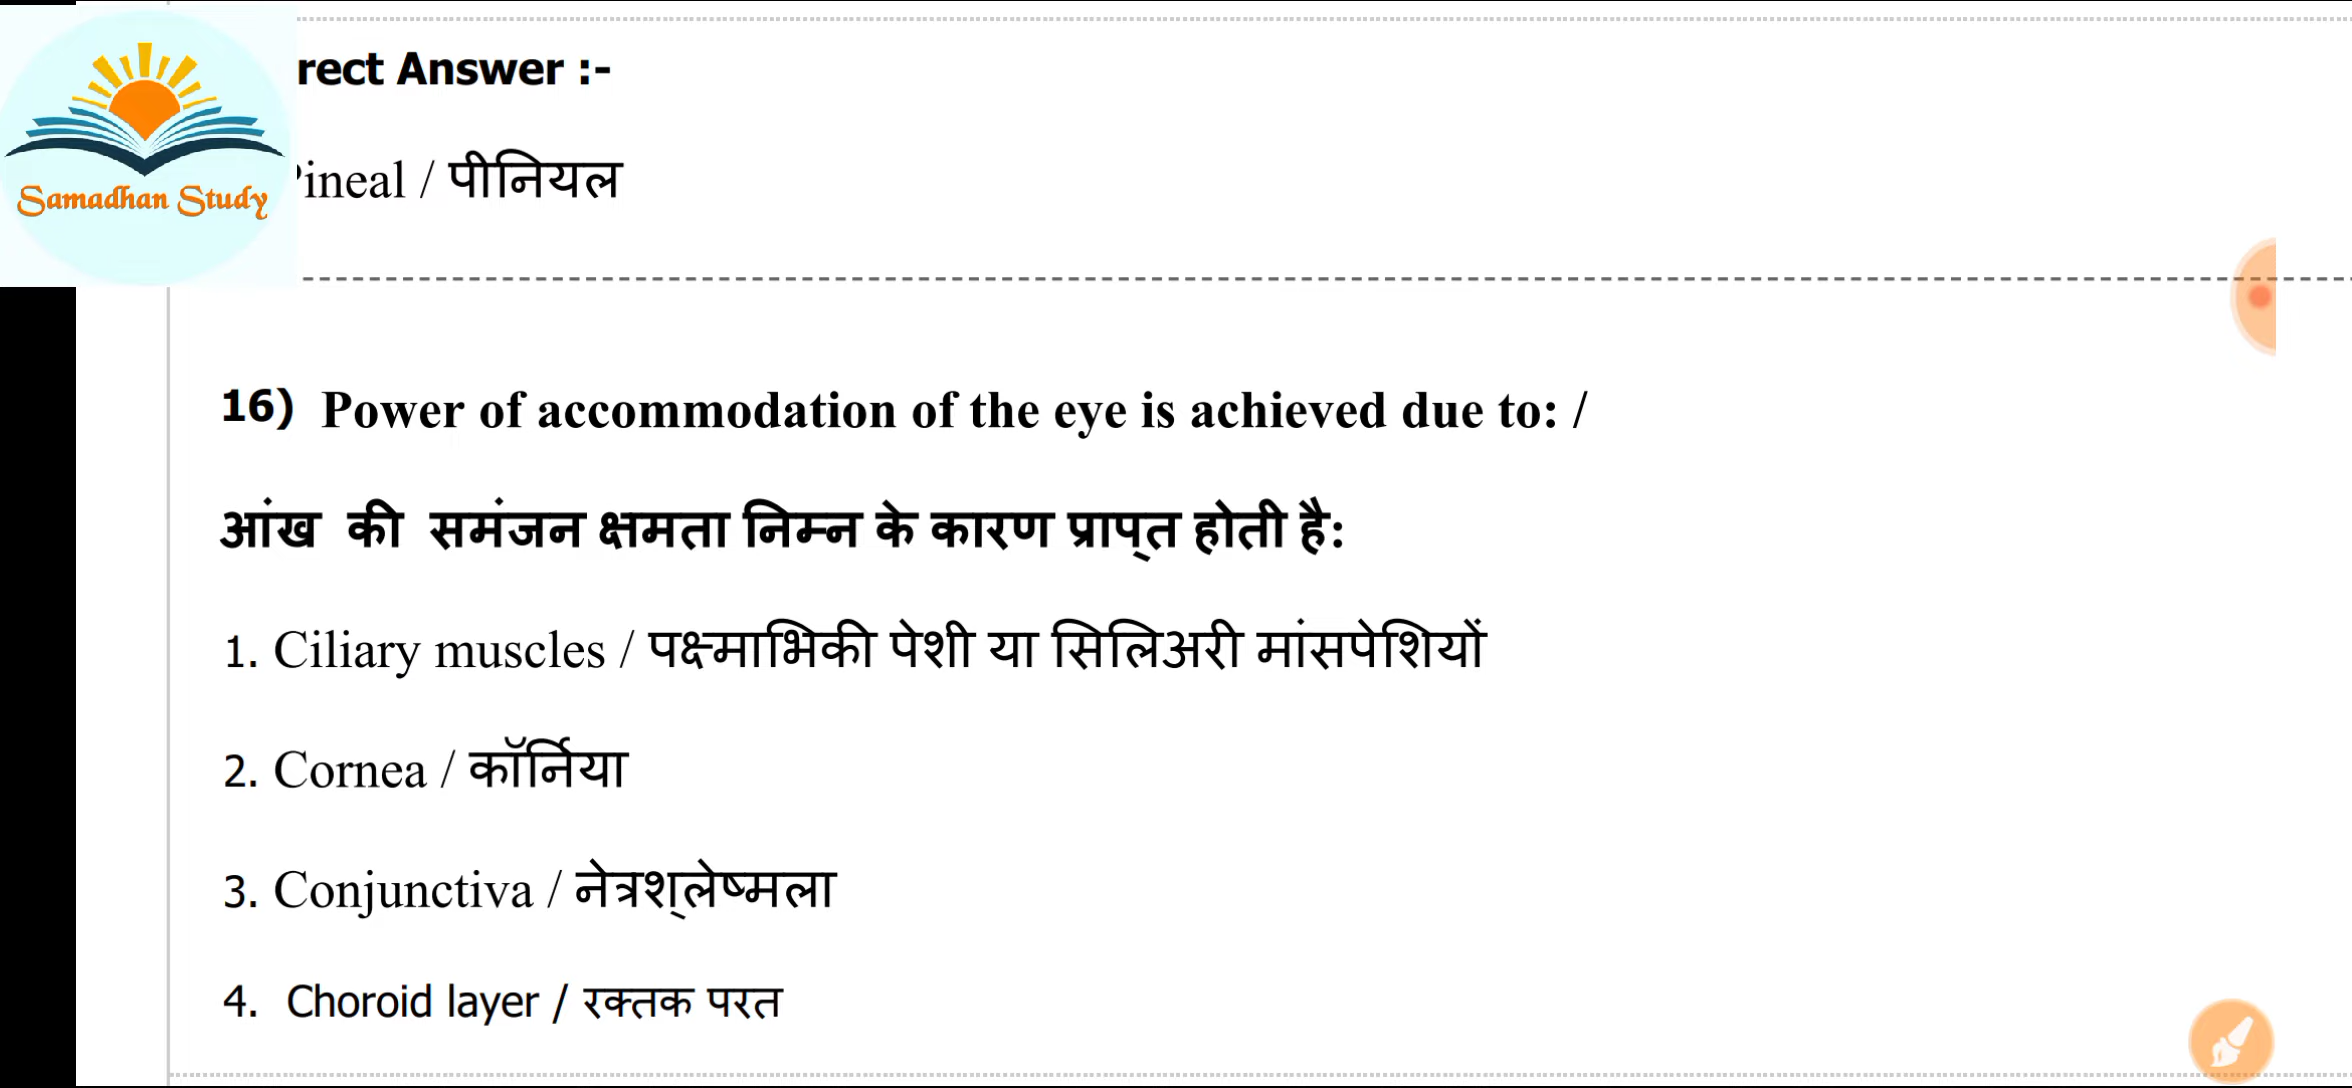 Samadhan Study
rect Answer :-
ineal / पीनियल
16) Power of accommodation of the eye is achieved due to: /
आंख की समंजन क्षमता निम्न के कारण प्राप्त होती है:
1. Ciliary muscles / पक्ष्माभिकी पेशी या सिलिअरी मांसपेशियों
2. Cornea / कॉर्निया
3. Conjunctiva / नेत्रश्लेष्मला
4. Choroid layer / रक्तक परत